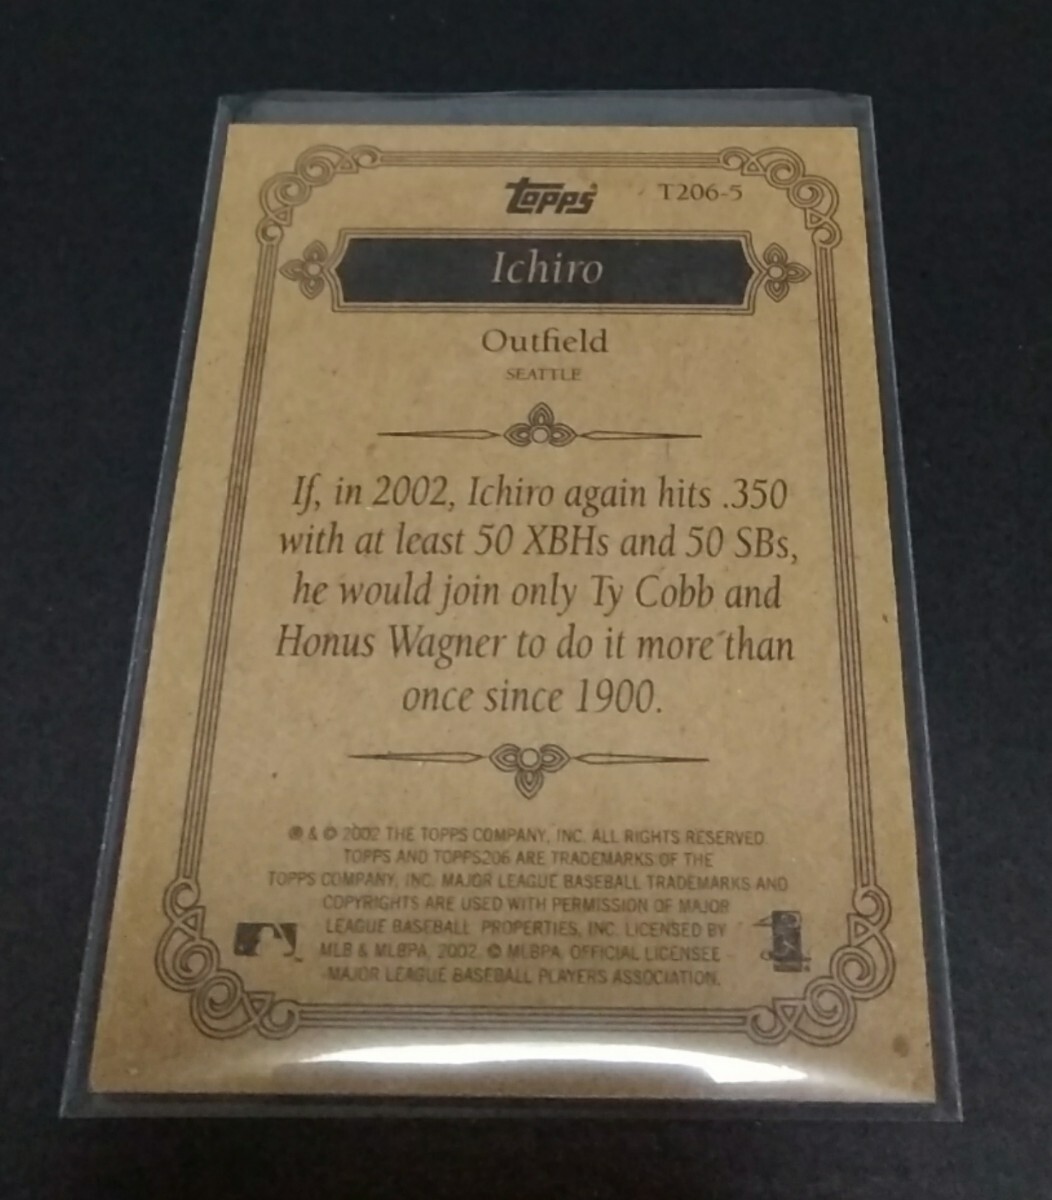 topps T206-5
Ichiro
Outfield
SEATTLE
If, in 2002, Ichiro again hits .350
with at least 50 XBHs and 50 SBs,
he would join only Ty Cobb and
Honus Wagner to do it more than
once since 1900.
® & © 2002 THE TOPPS COMPANY, INC. ALL RIGHTS RESERVED.
TOPPS AND TOPPS206 ARE TRADEMARKS OF THE
TOPPS COMPANY, INC. MAJOR LEAGUE BASEBALL TRADEMARKS AND
COPYRIGHTS ARE USED WITH PERMISSION OF MAJOR
LEAGUE BASEBALL PROPERTIES, INC. LICENSED BY
MLB & MLBPA, 2002. © MLBPA, OFFICIAL LICENSEE -
MAJOR LEAGUE BASEBALL PLAYERS ASSOCIATION.